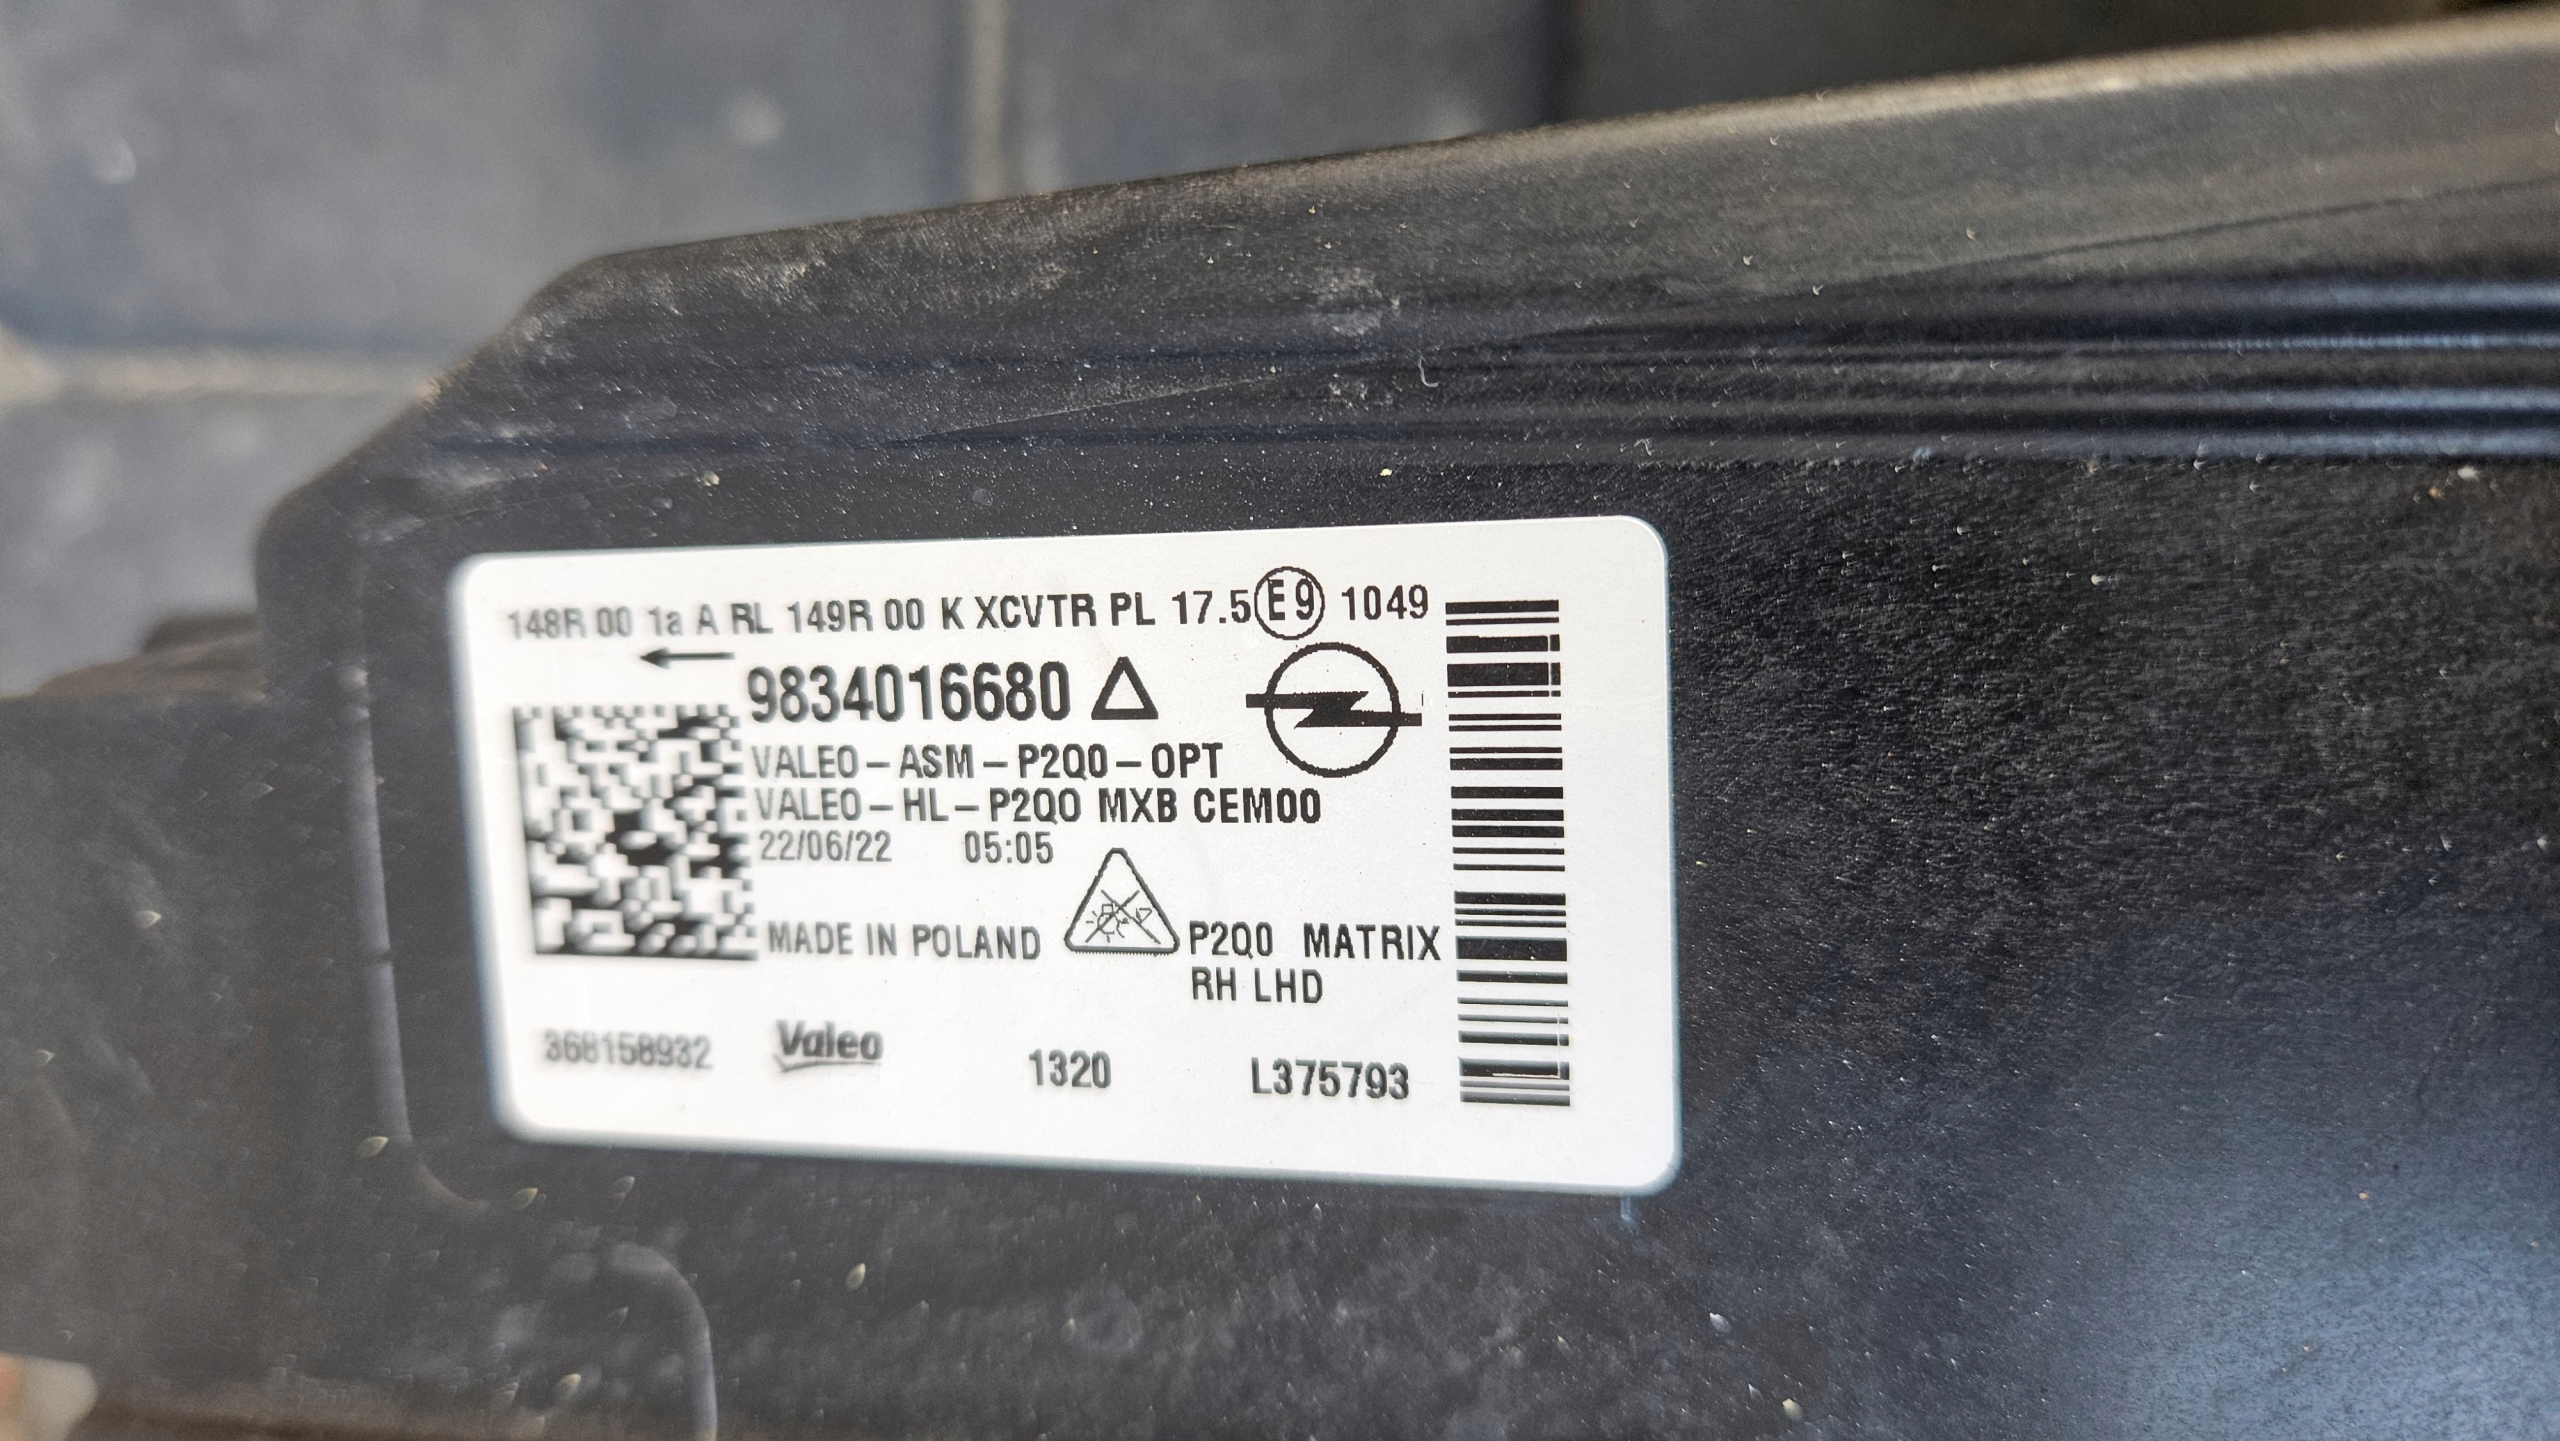 148R 00 1a A RL 149R 00 K XCVTR PL 17.5 E9 1049
9834016680
VALEO-ASM-P2Q0-OPT
VALEO-HL-P2QO MXB CEM00
22/06/22 05:05
MADE IN POLAND
P2Q0 MATRIX
RH LHD
368158932 Valeo 1320 L375793